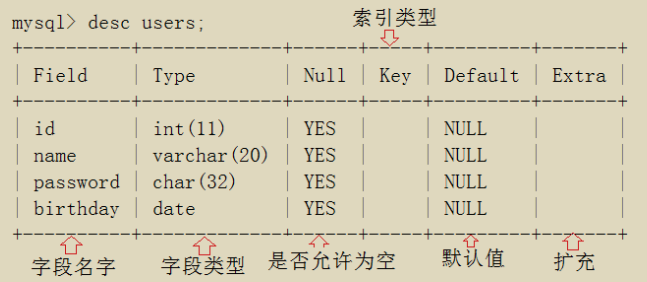 索引类型
mysql> desc users;
+----------+-------------+------+-----+---------+-------+
| Field | Type | Null | Key | Default | Extra |
+----------+-------------+------+-----+---------+-------+
| id | int(11) | YES | | NULL | |
| name | varchar(20) | YES | | NULL | |
| password | char(32) | YES | | NULL | |
| birthday | date | YES | | NULL | |
+----------+-------------+------+-----+---------+-------+
字段名字 字段类型 是否允许为空 默认值 扩充